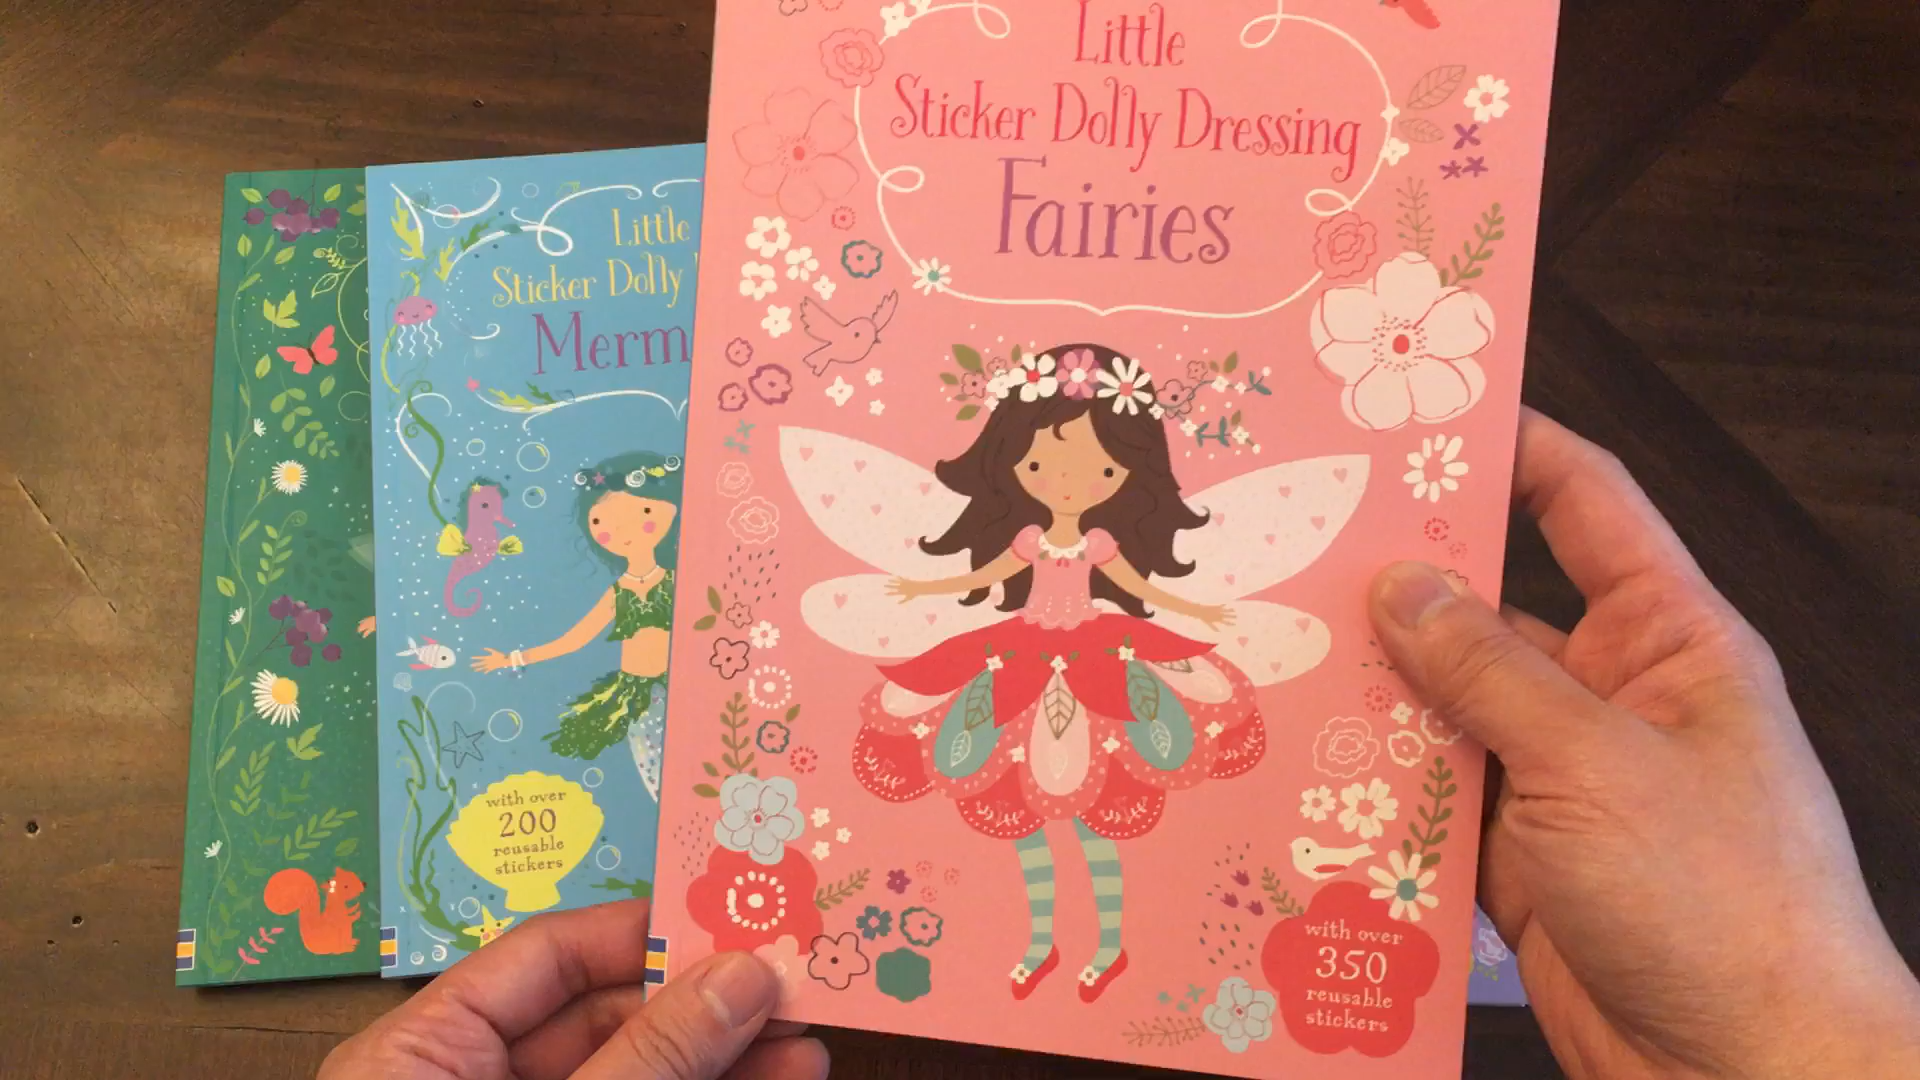 Little
Sticker Dolly Dressing
Fairies
with over
350
reusable
stickers
Little
Sticker Dolly
Merm
with over
200
reusable
stickers